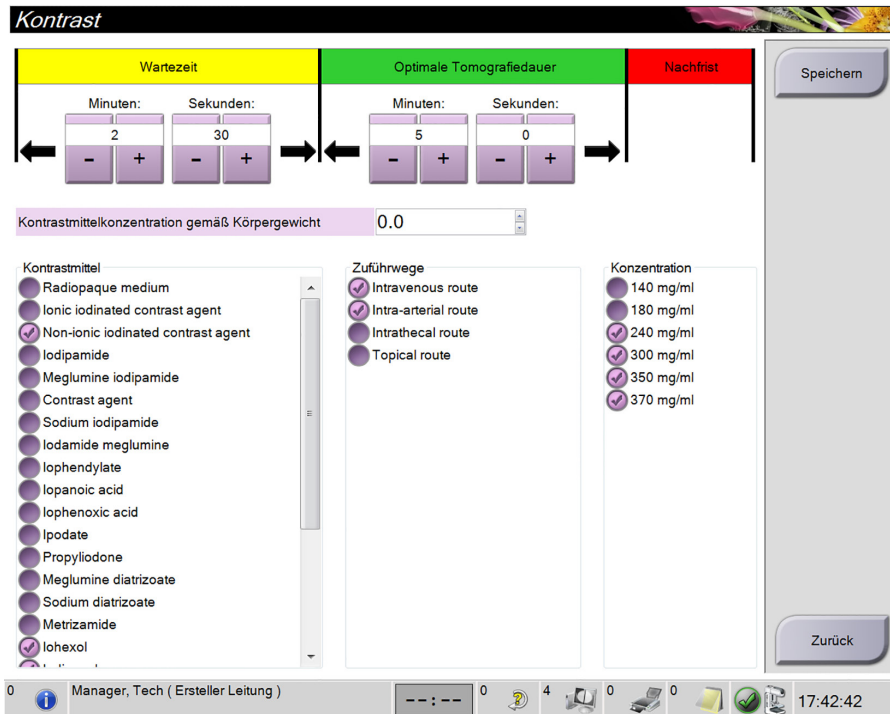 Kontrast
Wartezeit
Optimale Tomografiedauer
Nachfrist
Speichern
Minuten:
Sekunden:
Minuten:
Sekunden:
2
30
5
0
- + - + - + - +
Kontrastmittelkonzentration gemäß Körpergewicht
0.0
Kontrastmittel
Radiopaque medium
Ionic iodinated contrast agent
Non-ionic iodinated contrast agent
Iodipamide
Meglumine iodipamide
Contrast agent
Sodium iodipamide
Iodamide meglumine
Iophendylate
Iopanoic acid
Iophenoxic acid
Ipodate
Propyliodone
Meglumine diatrizoate
Sodium diatrizoate
Metrizamide
Iohexol
Zuführwege
Intravenous route
Intra-arterial route
Intrathecal route
Topical route
Konzentration
140 mg/ml
180 mg/ml
240 mg/ml
300 mg/ml
350 mg/ml
370 mg/ml
Zurück
0
Manager, Tech ( Ersteller Leitung )
--:--
0
4
0
0
17:42:42